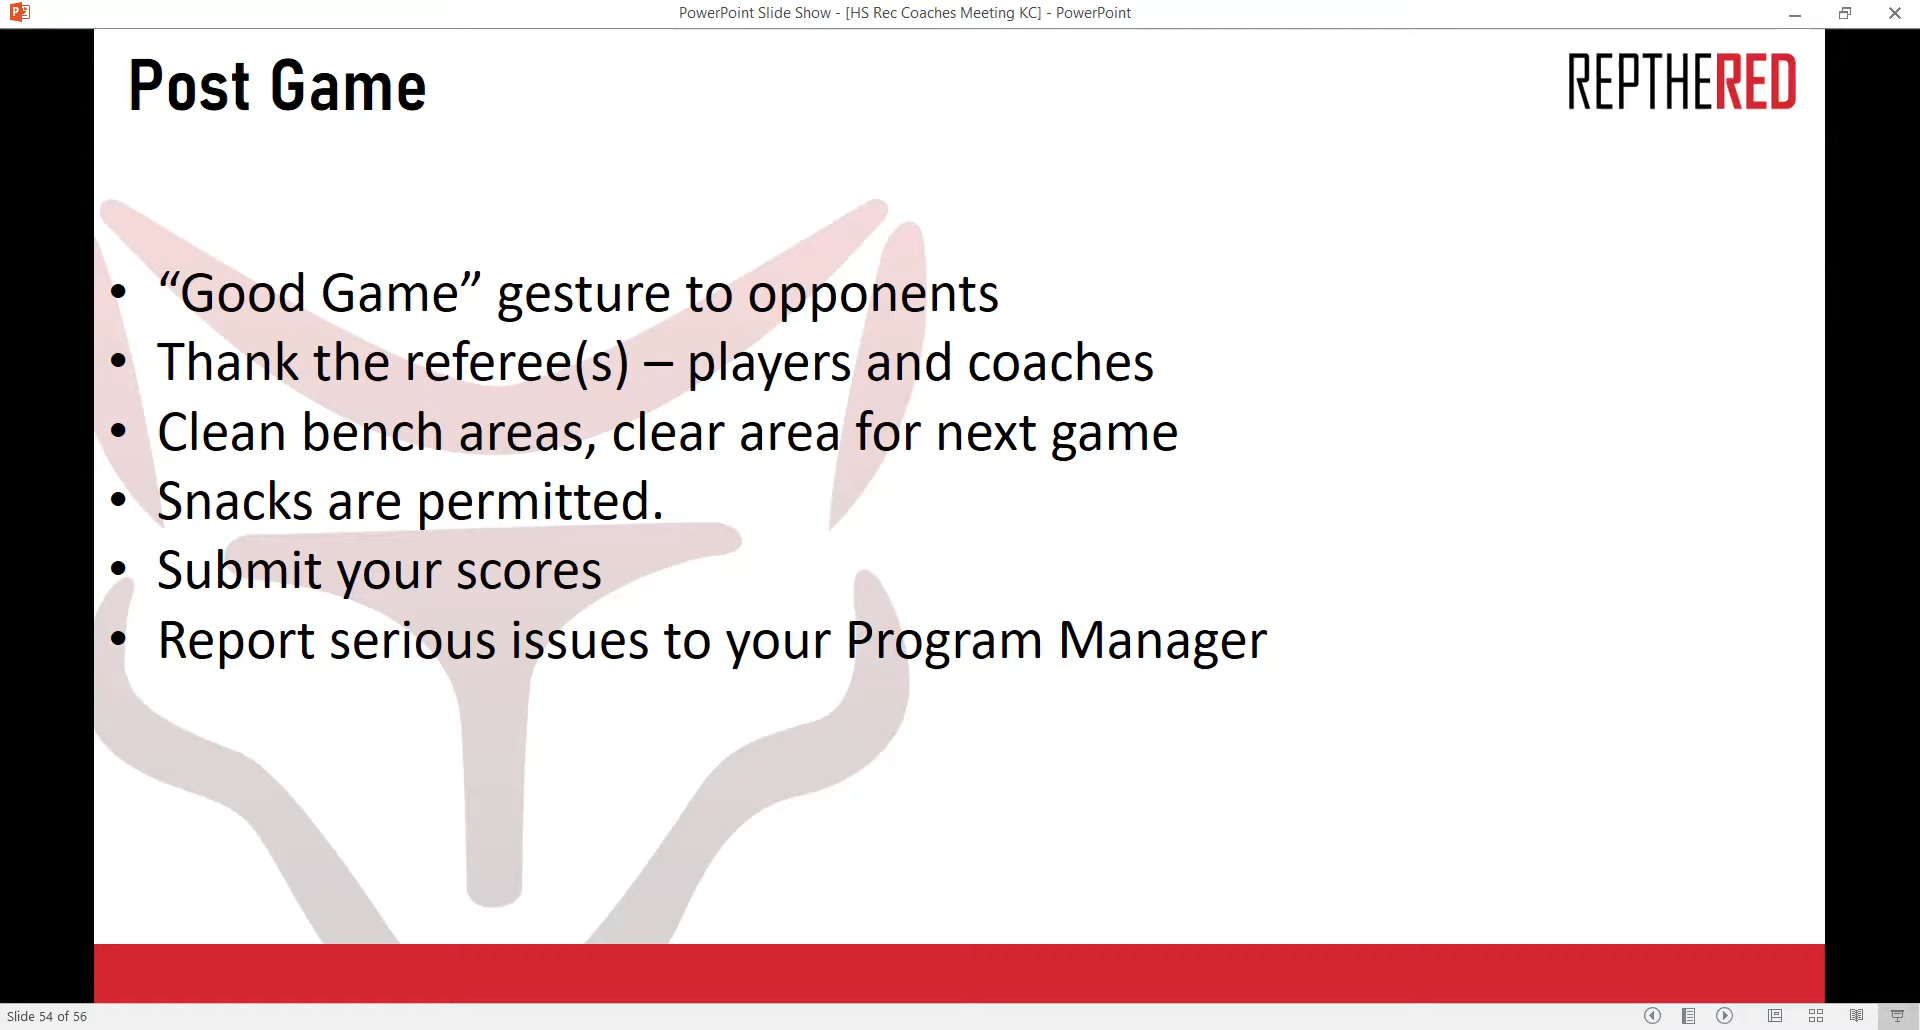 PowerPoint Slide Show - [HS Rec Coaches Meeting KC] - PowerPoint
Post Game
REPTHERED
• “Good Game” gesture to opponents
• Thank the referee(s) – players and coaches
• Clean bench areas, clear area for next game
• Snacks are permitted.
• Submit your scores
• Report serious issues to your Program Manager
Slide 54 of 56